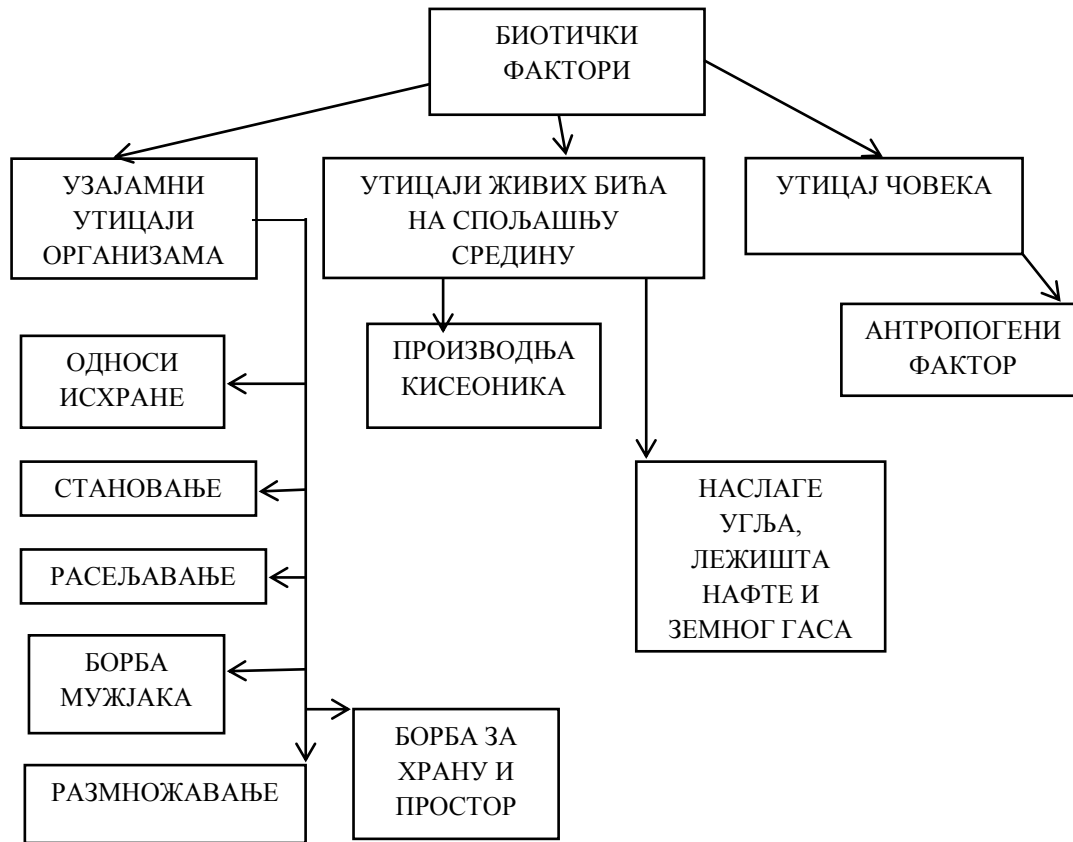 БИОТИЧКИ
ФАКТОРИ
УЗАЈАМНИ
УТИЦАЈИ
ОРГАНИЗАМА
УТИЦАЈИ ЖИВИХ БИЋА
НА СПОЉАШЊУ
СРЕДИНУ
УТИЦАЈ ЧОВЕКА
АНТРОПОГЕНИ
ФАКТОР
ПРОИЗВОДЊА
КИСЕОНИКА
ОДНОСИ
ИСХРАНЕ
СТАНОВАЊЕ
НАСЛАГЕ
УГЉА,
ЛЕЖИШТА
НАФТЕ И
ЗЕМНОГ ГАСА
РАСЕЉАВАЊЕ
БОРБА
МУЖЈАКА
БОРБА ЗА
ХРАНУ И
ПРОСТОР
РАЗМНОЖАВАЊЕ